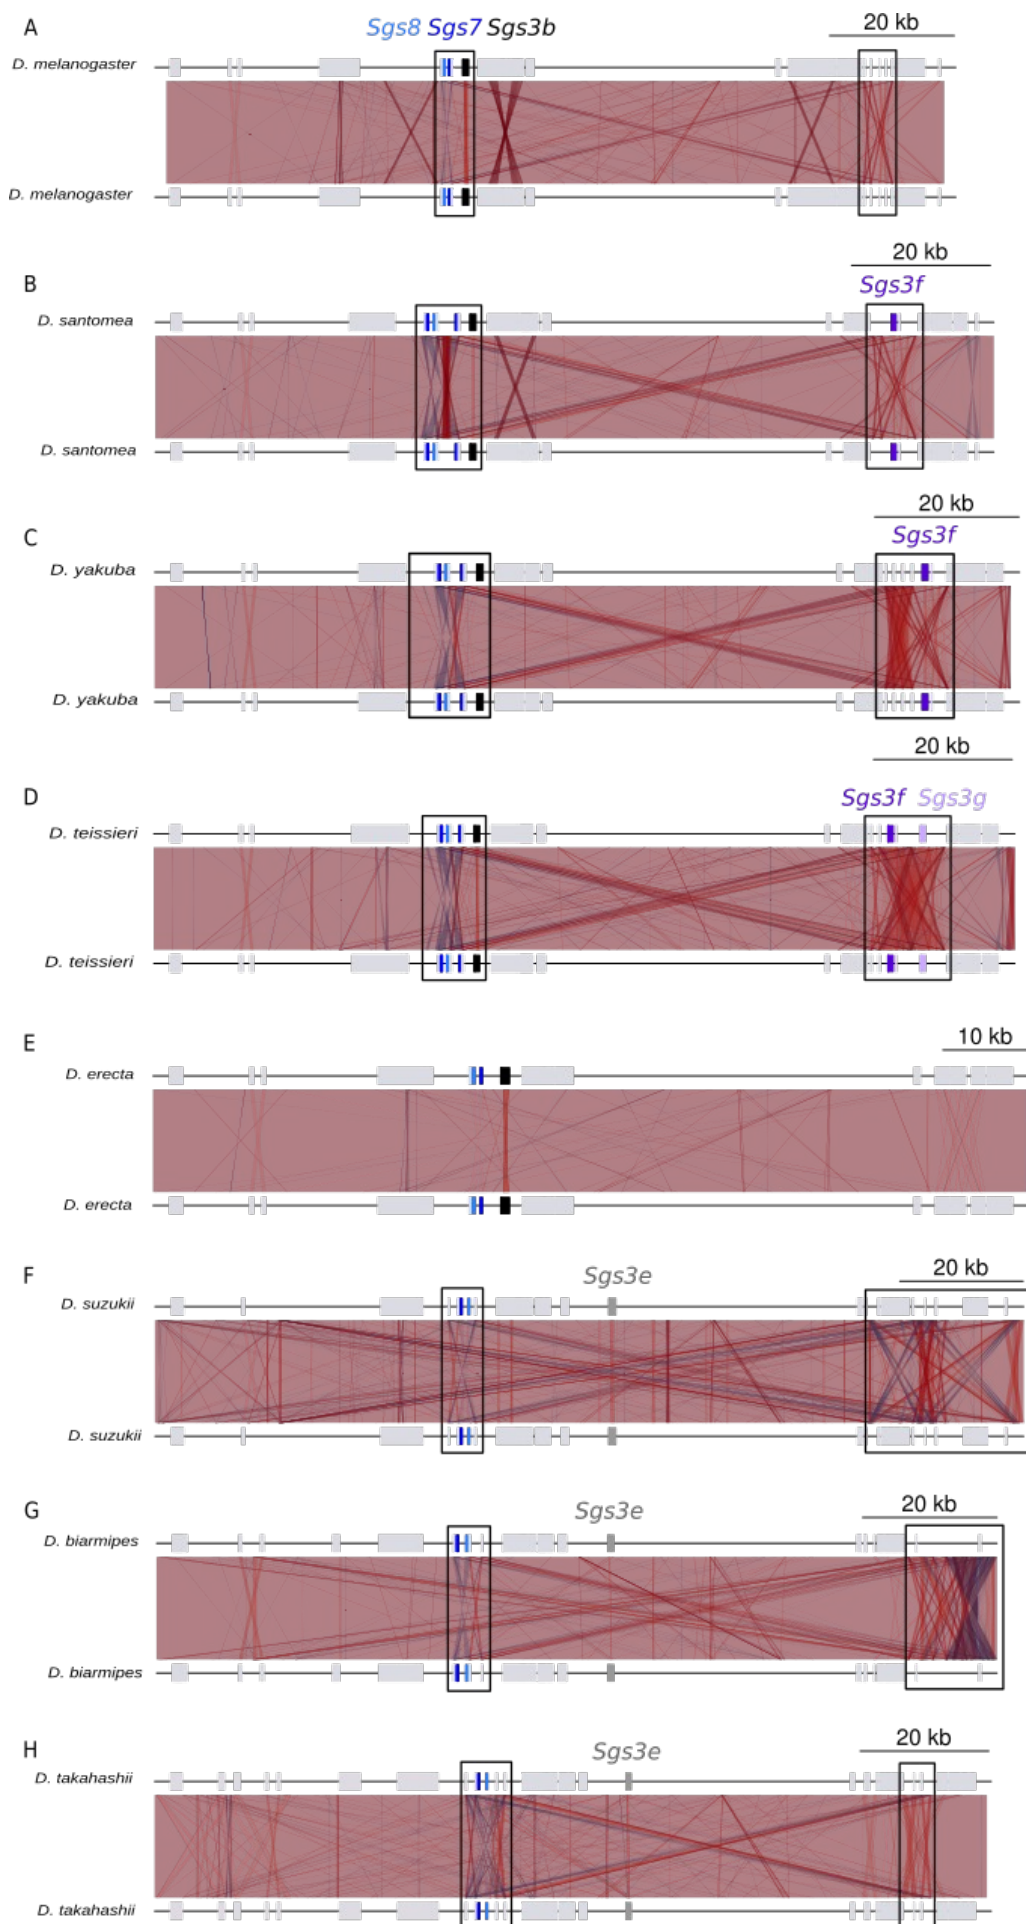 A
Sgs8 Sgs7 Sgs3b
20 kb
D. melanogaster
D. melanogaster
20 kb
B
Sgs3f
D. santomea
D. santomea
20 kb
C
Sgs3f
D. yakuba
D. yakuba
20 kb
D
Sgs3f Sgs3g
D. teissieri
D. teissieri
E
10 kb
D. erecta
D. erecta
F
Sgs3e
20 kb
D. suzukii
D. suzukii
G
Sgs3e
20 kb
D. biarmipes
D. biarmipes
H
Sgs3e
20 kb
D. takahashii
D. takahashii